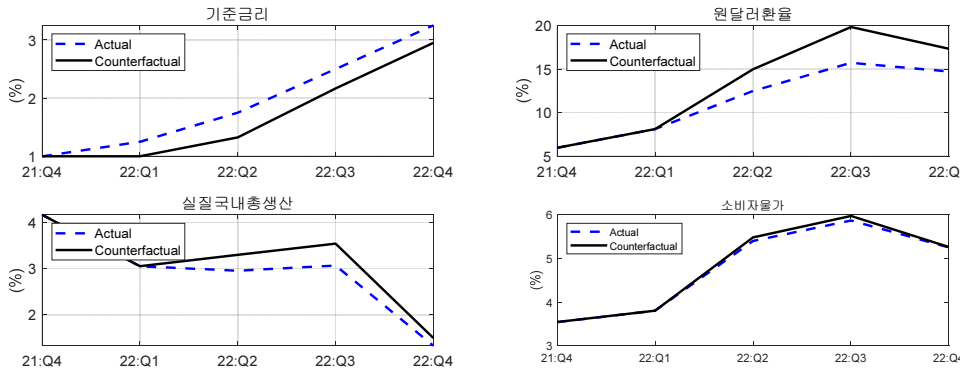 기준금리
3
2
1
(%)
Actual
Counterfactual
21:Q4 22:Q1 22:Q2 22:Q3 22:Q4
원달러환율
20
15
10
5
(%)
Actual
Counterfactual
21:Q4 22:Q1 22:Q2 22:Q3 22:Q
실질국내총생산
4
3
2
(%)
Actual
Counterfactual
21:Q4 22:Q1 22:Q2 22:Q3 22:Q4
소비자물가
6
5
4
3
(%)
Actual
Counterfactual
21:Q4 22:Q1 22:Q2 22:Q3 22:Q4